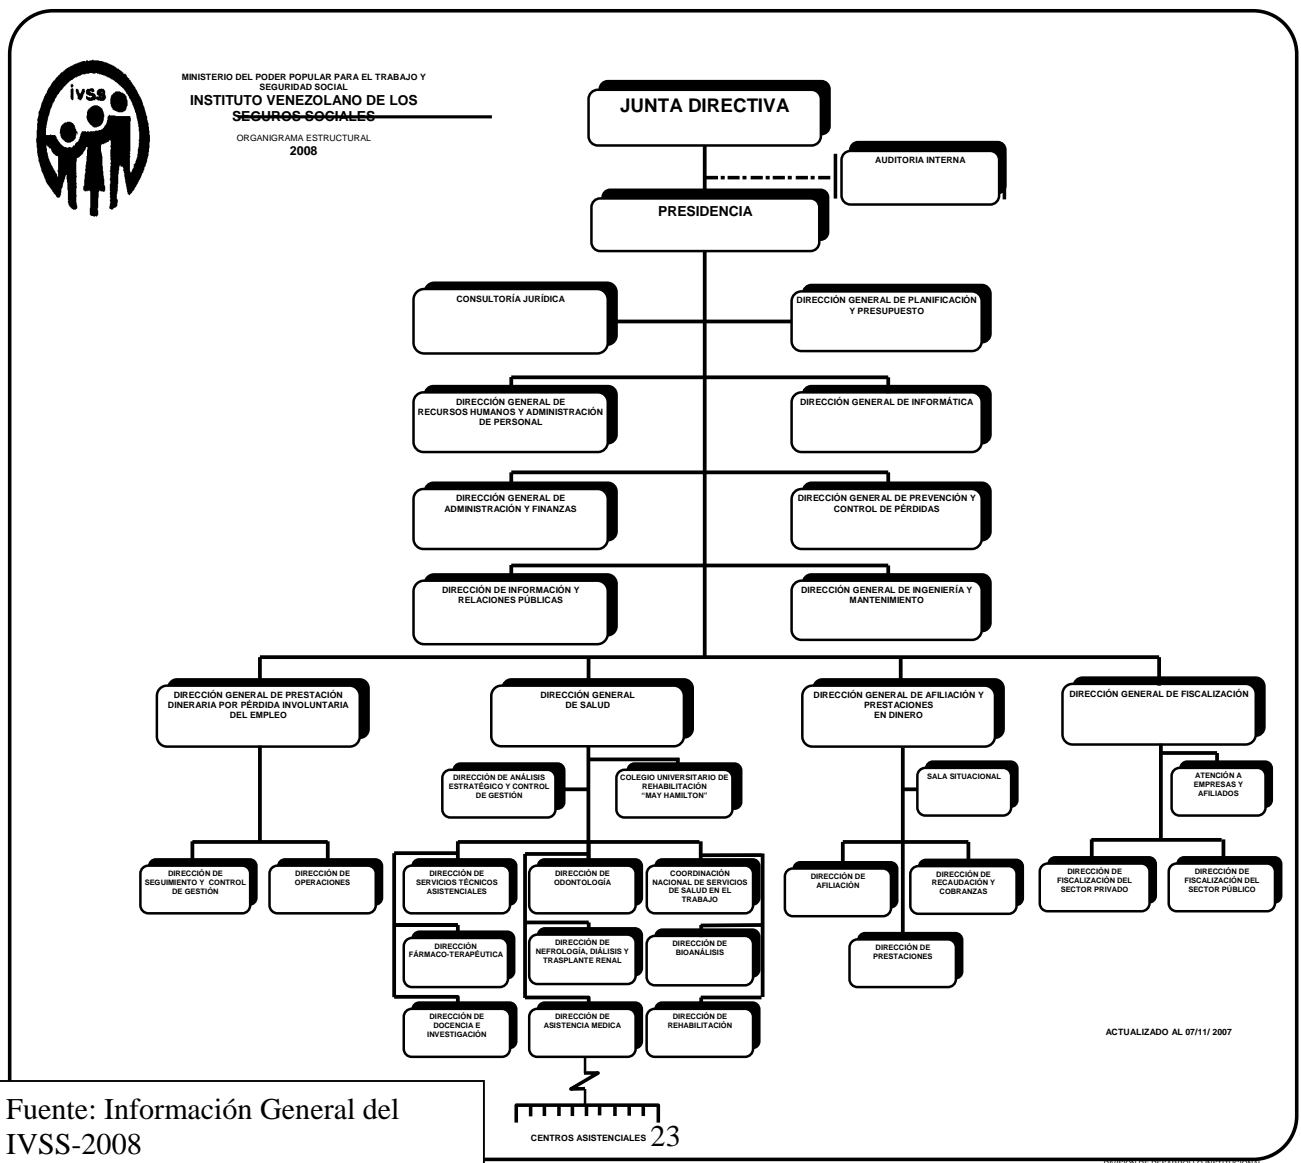 ivss
MINISTERIO DEL PODER POPULAR PARA EL TRABAJO Y
SEGURIDAD SOCIAL
INSTITUTO VENEZOLANO DE LOS
SEGUROS SOCIALES
ORGANIGRAMA ESTRUCTURAL
2008
JUNTA DIRECTIVA
AUDITORIA INTERNA
PRESIDENCIA
CONSULTORÍA JURÍDICA
DIRECCIÓN GENERAL DE PLANIFICACIÓN
Y PRESUPUESTO
DIRECCIÓN GENERAL DE
RECURSOS HUMANOS Y ADMINISTRACIÓN
DE PERSONAL
DIRECCIÓN GENERAL DE INFORMÁTICA
DIRECCIÓN GENERAL DE
ADMINISTRACIÓN Y FINANZAS
DIRECCIÓN GENERAL DE PREVENCIÓN Y
CONTROL DE PÉRDIDAS
DIRECCIÓN DE INFORMACIÓN Y
RELACIONES PÚBLICAS
DIRECCIÓN GENERAL DE INGENIERÍA Y
MANTENIMIENTO
DIRECCIÓN GENERAL DE PRESTACIÓN
DINERARIA POR PÉRDIDA INVOLUNTARIA
DEL EMPLEO
DIRECCIÓN GENERAL
DE SALUD
DIRECCIÓN GENERAL DE AFILIACIÓN Y
PRESTACIONES
EN DINERO
DIRECCIÓN GENERAL DE FISCALIZACIÓN
DIRECCIÓN DE ANÁLISIS
ESTRATÉGICO Y CONTROL
DE GESTIÓN
COLEGIO UNIVERSITARIO DE
REHABILITACIÓN
“MAY HAMILTON”
SALA SITUACIONAL
ATENCIÓN A
EMPRESAS Y
AFILIADOS
DIRECCIÓN DE
SEGUIMIENTO Y CONTROL
DE GESTIÓN
DIRECCIÓN DE
OPERACIONES
DIRECCIÓN DE
SERVICIOS TÉCNICOS
ASISTENCIALES
DIRECCIÓN DE
ODONTOLOGÍA
COORDINACIÓN
NACIONAL DE SERVICIOS
DE SALUD EN EL
TRABAJO
DIRECCIÓN DE
AFILIACIÓN
DIRECCIÓN DE
RECAUDACIÓN Y
COBRANZAS
DIRECCIÓN DE
FISCALIZACIÓN DEL
SECTOR PRIVADO
DIRECCIÓN DE
FISCALIZACIÓN DEL
SECTOR PÚBLICO
DIRECCIÓN
FÁRMACO-TERAPÉUTICA
DIRECCIÓN DE
NEFROLOGÍA, DIÁLISIS Y
TRASPLANTE RENAL
DIRECCIÓN DE
BIOANÁLISIS
DIRECCIÓN DE
PRESTACIONES
DIRECCIÓN DE
DOCENCIA E
INVESTIGACIÓN
DIRECCIÓN DE
ASISTENCIA MEDICA
DIRECCIÓN DE
REHABILITACIÓN
ACTUALIZADO AL 07/11/ 2007
CENTROS ASISTENCIALES
23
Fuente: Información General del
IVSS-2008